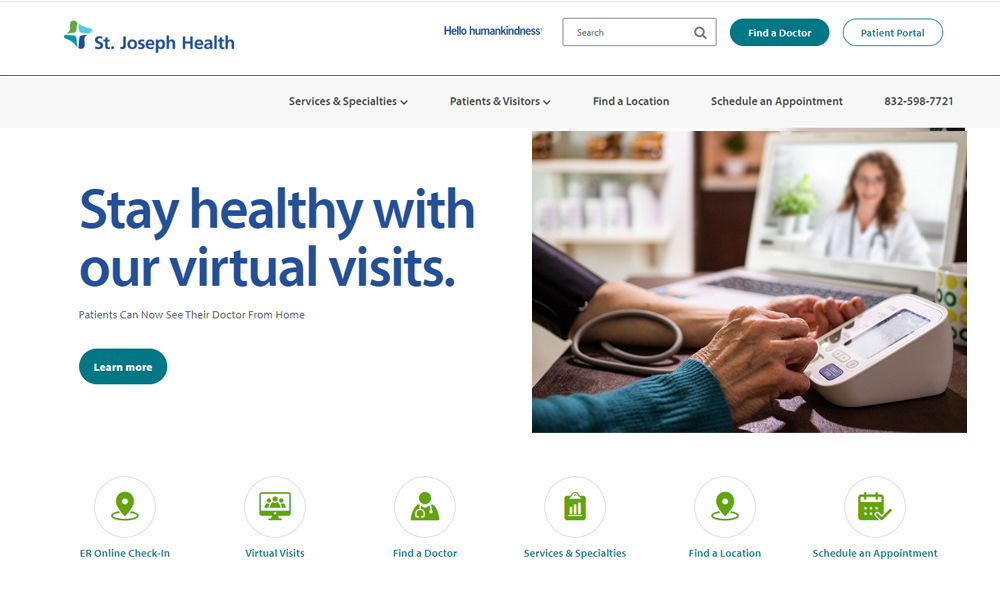 St. Joseph Health
Hello humankindness
Search
Find a Doctor
Patient Portal
Services & Specialties
Patients & Visitors
Find a Location
Schedule an Appointment
832-598-7721
Stay healthy with
our virtual visits.
Patients Can Now See Their Doctor From Home
Learn more
ER Online Check-In
Virtual Visits
Find a Doctor
Services & Specialties
Find a Location
Schedule an Appointment